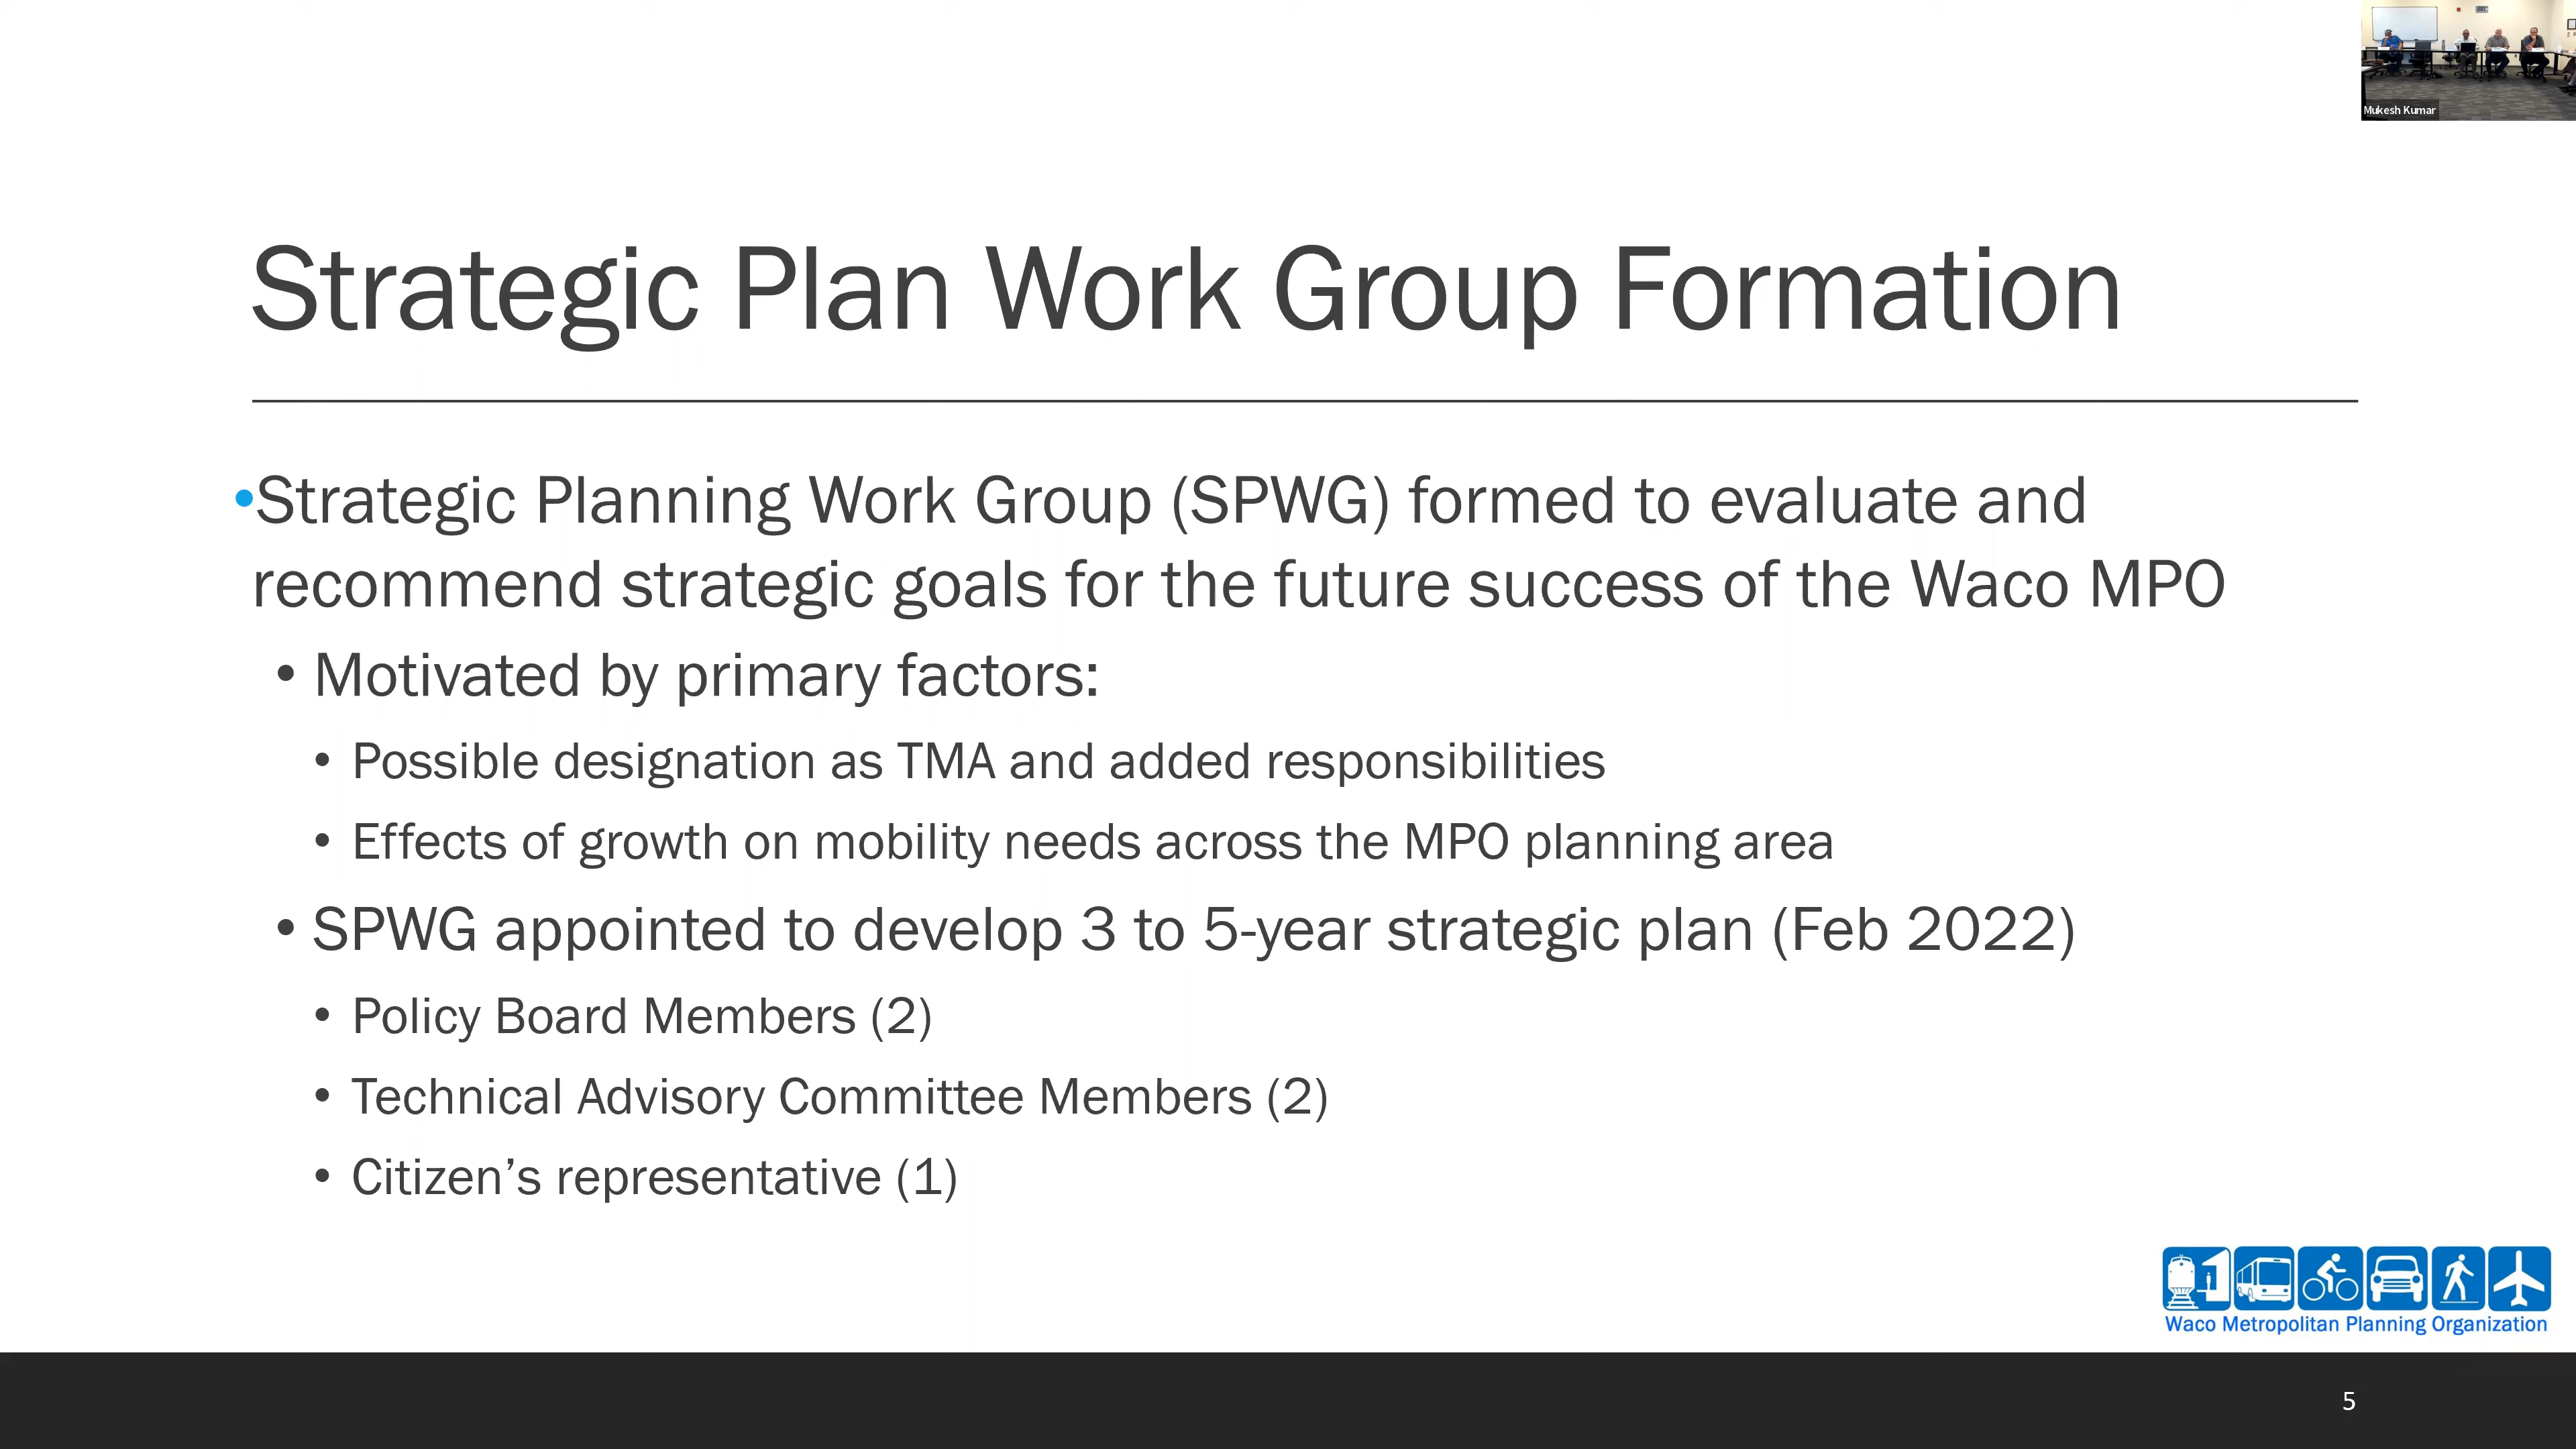 Mukesh Kumar
Strategic Plan Work Group Formation
•Strategic Planning Work Group (SPWG) formed to evaluate and
recommend strategic goals for the future success of the Waco MPO
• Motivated by primary factors:
• Possible designation as TMA and added responsibilities
• Effects of growth on mobility needs across the MPO planning area
• SPWG appointed to develop 3 to 5-year strategic plan (Feb 2022)
• Policy Board Members (2)
• Technical Advisory Committee Members (2)
• Citizen’s representative (1)
Waco Metropolitan Planning Organization
5